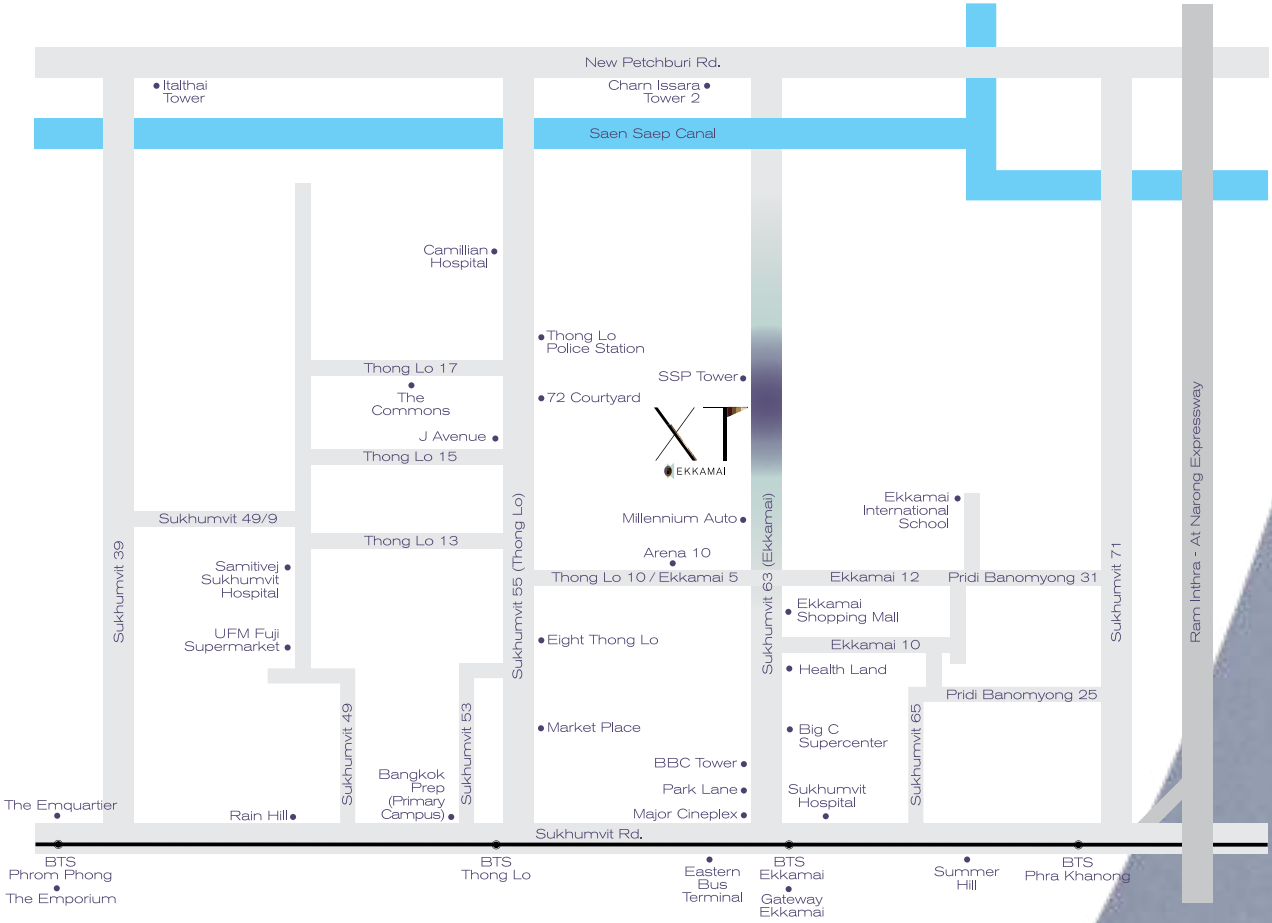 New Petchburi Rd.
Italthai
Tower
Charn Issara
Tower 2
Saen Saep Canal
Camillian
Hospital
Thong Lo
Police Station
Thong Lo 17
SSP Tower
The
Commons
72 Courtyard
XT
EKKAMAI
J Avenue
Thong Lo 15
Ekkamai
International
School
Sukhumvit 49/9
Millennium Auto
Thong Lo 13
Arena 10
Samitivej
Sukhumvit
Hospital
Thong Lo 10 / Ekkamai 5
Ekkamai 12
Pridi Banomyong 31
Sukhumvit 39
Sukhumvit 55 (Thong Lo)
Sukhumvit 63 (Ekkamai)
Sukhumvit 71
Ram Inthra - At Narong Expressway
Ekkamai
Shopping Mall
UFM Fuji
Supermarket
Eight Thong Lo
Ekkamai 10
Health Land
Pridi Banomyong 25
Sukhumvit 49
Sukhumvit 53
Sukhumvit 65
Market Place
Big C
Supercenter
BBC Tower
Bangkok
Prep
(Primary
Campus)
Park Lane
Sukhumvit
Hospital
The Emquartier
Rain Hill
Major Cineplex
Sukhumvit Rd.
BTS
Phrom Phong
BTS
Thong Lo
Eastern
Bus
Terminal
BTS
Ekkamai
Summer
Hill
BTS
Phra Khanong
The Emporium
Gateway
Ekkamai